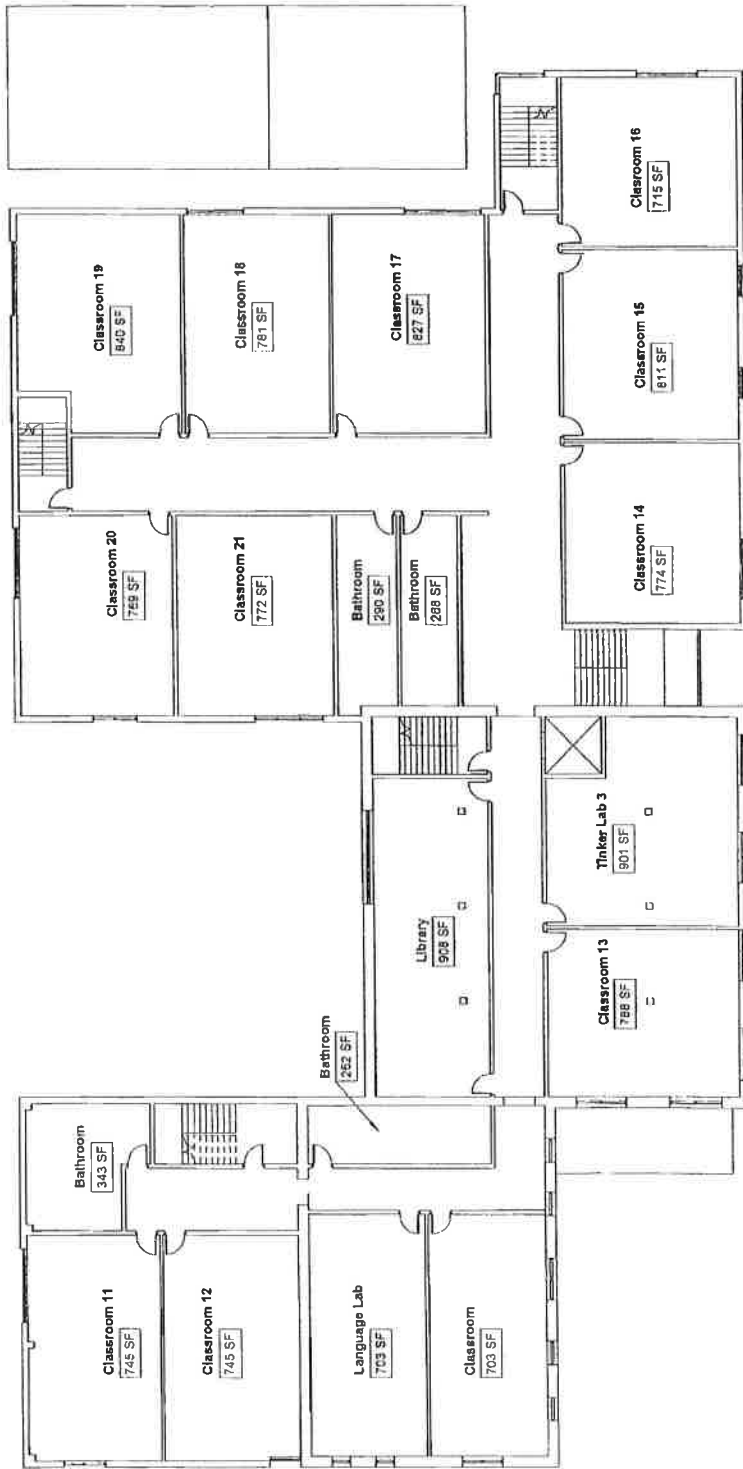 Classroom 19
840 SF
Classroom 18
781 SF
Classroom 17
827 SF
Classroom 16
715 SF
Classroom 15
811 SF
Classroom 14
774 SF
Classroom 20
769 SF
Classroom 21
772 SF
Bathroom
290 SF
Bathroom
288 SF
Tinker Lab 3
901 SF
Library
908 SF
Classroom 13
788 SF
Bathroom
252 SF
Bathroom
343 SF
Classroom 11
745 SF
Classroom 12
745 SF
Language Lab
703 SF
Classroom
703 SF